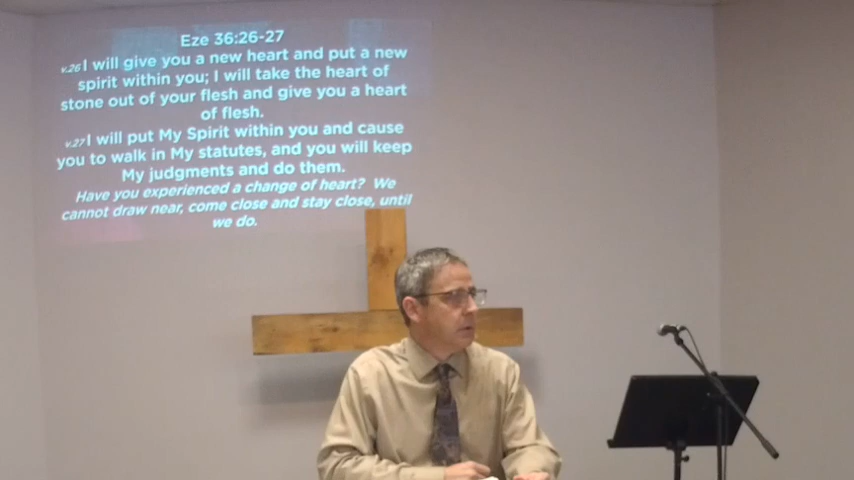 Eze 36:26-27
v.26 I will give you a new heart and put a new
spirit within you; I will take the heart of
stone out of your flesh and give you a heart
of flesh.
v.27 I will put My Spirit within you and cause
you to walk in My statutes, and you will keep
My judgments and do them.
Have you experienced a change of heart? We
cannot draw near, come close and stay close, until
we do.